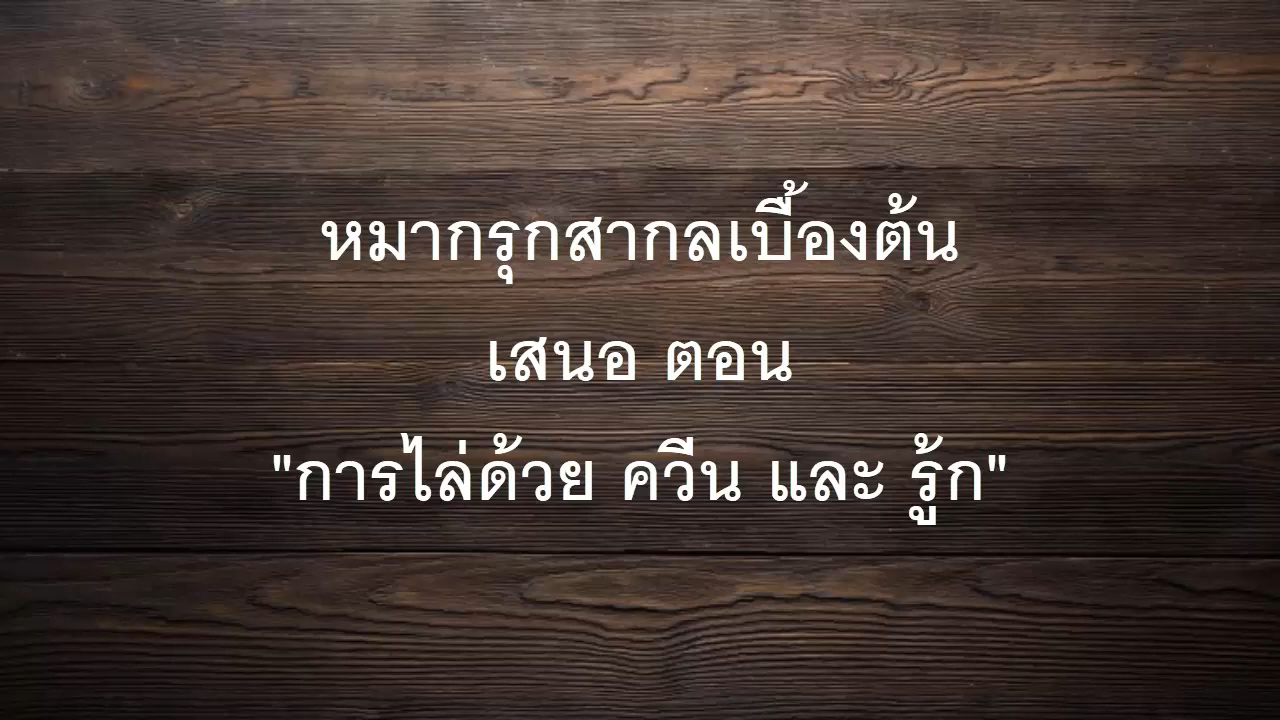 หมากรุกสากลเบื้องต้น
เสนอ ตอน
"การไล่ด้วย ควีน และ รู้ก"